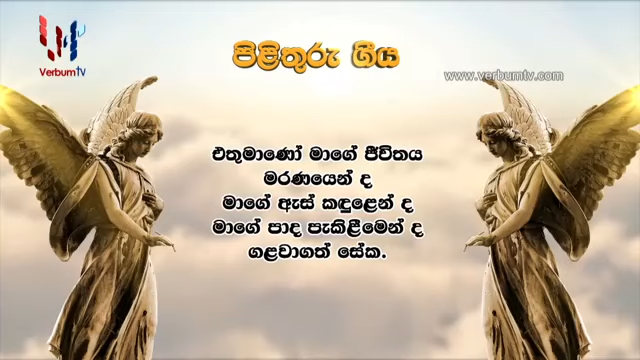 VerbumTV
පිළිතුරු ගීය
www.verbumtv.com
එතුමාණෝ මාගේ ජීවිතය
මරණයෙන් ද
මාගේ ඇස් කඳුළෙන් ද
මාගේ පාද පැකිළීමෙන් ද
ගළවාගත් සේක.